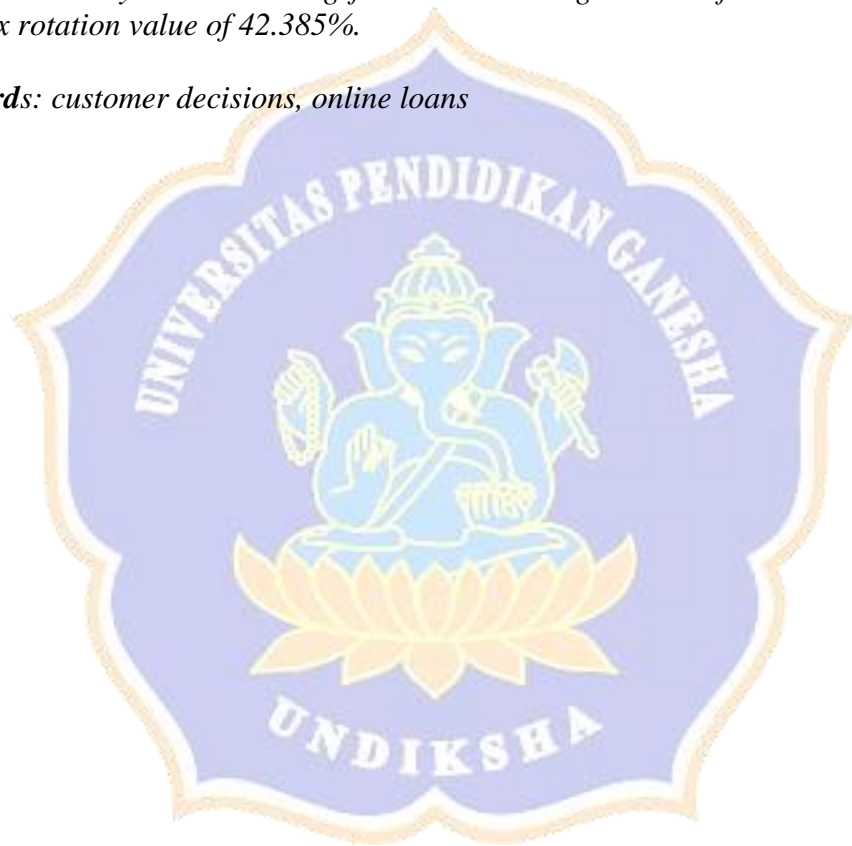 x rotation value of 42.385%.
rds: customer decisions, online loans
UNIVERSITAS PENDIDIKAN GANESHA
UNDIKSHA